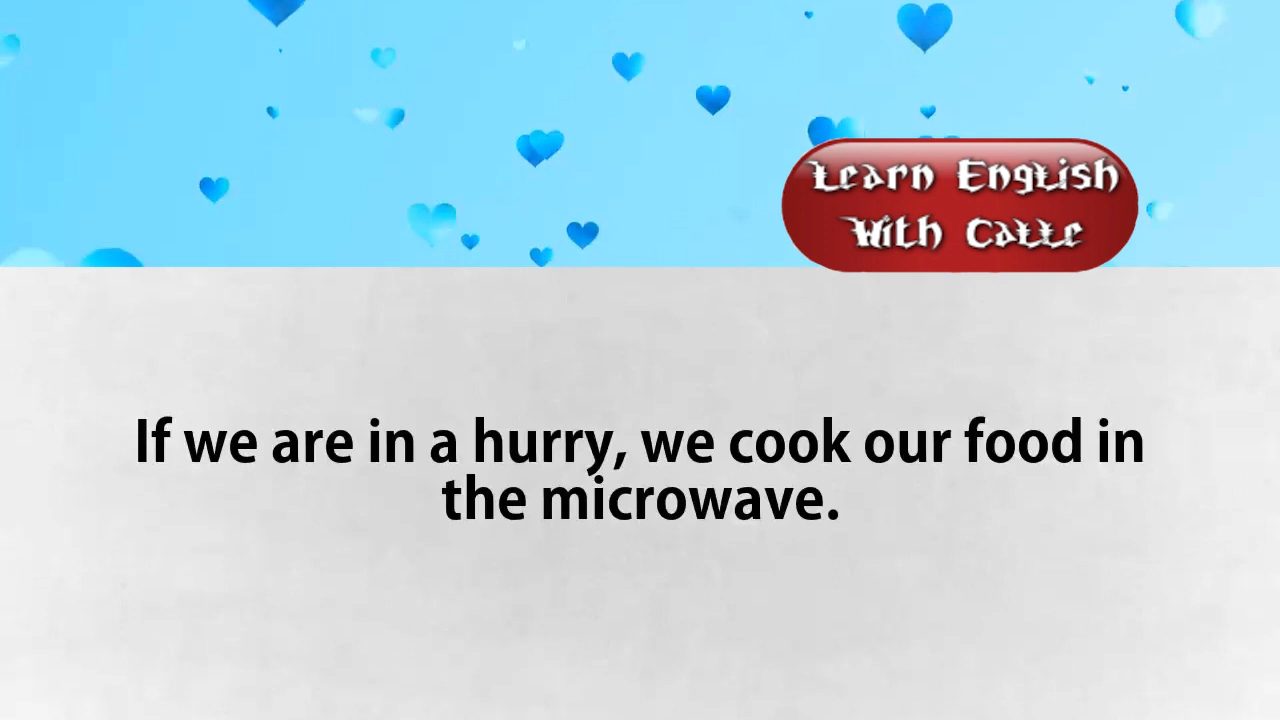 Learn English
With Calle
If we are in a hurry, we cook our food in
the microwave.